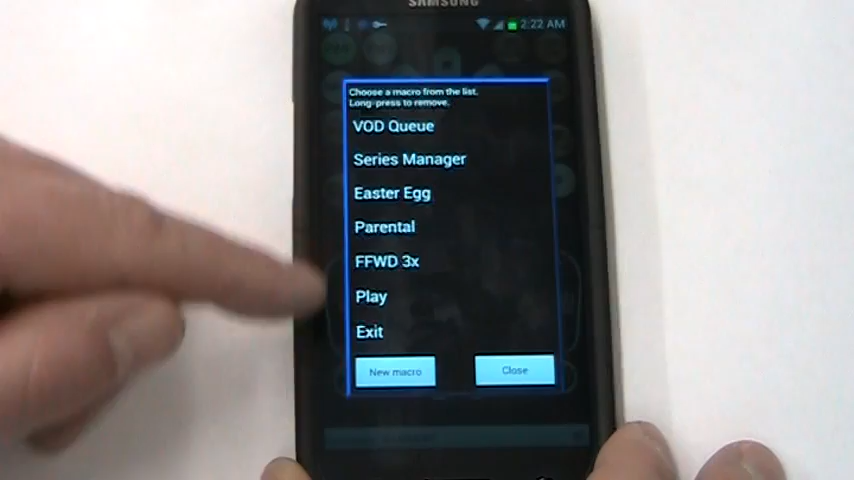 SAMSUNG
2:22 AM
Choose a macro from the list.
Long-press to remove.
VOD Queue
Series Manager
Easter Egg
Parental
FFWD 3x
Play
Exit
New macro
Close